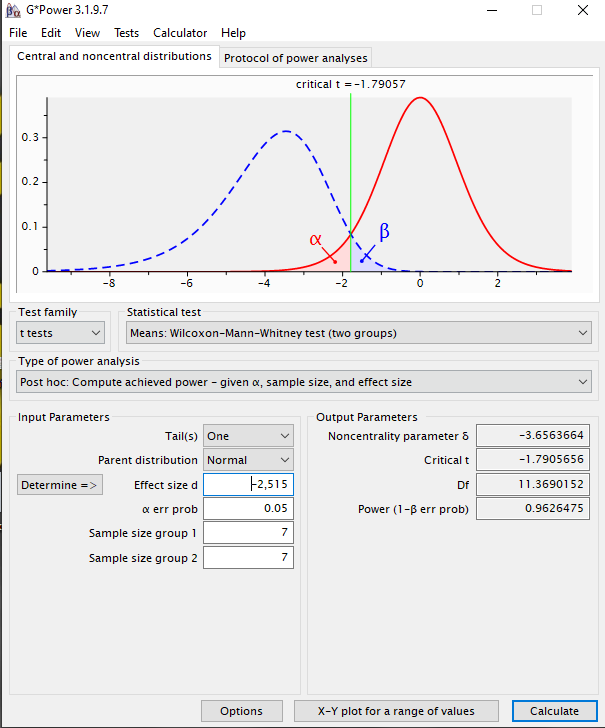 G*Power 3.1.9.7
File Edit View Tests Calculator Help
Central and noncentral distributions Protocol of power analyses
critical t = -1.79057
0.3
0.2
0.1
0
α
β
-8 -6 -4 -2 0 2
Test family Statistical test
t tests Means: Wilcoxon-Mann-Whitney test (two groups)
Type of power analysis
Post hoc: Compute achieved power - given α, sample size, and effect size
Input Parameters Output Parameters
Tail(s) One Noncentrality parameter δ -3.6563664
Parent distribution Normal Critical t -1.7905656
Determine => Effect size d -2,515 Df 11.3690152
α err prob 0.05 Power (1-β err prob) 0.9626475
Sample size group 1 7
Sample size group 2 7
Options X-Y plot for a range of values Calculate